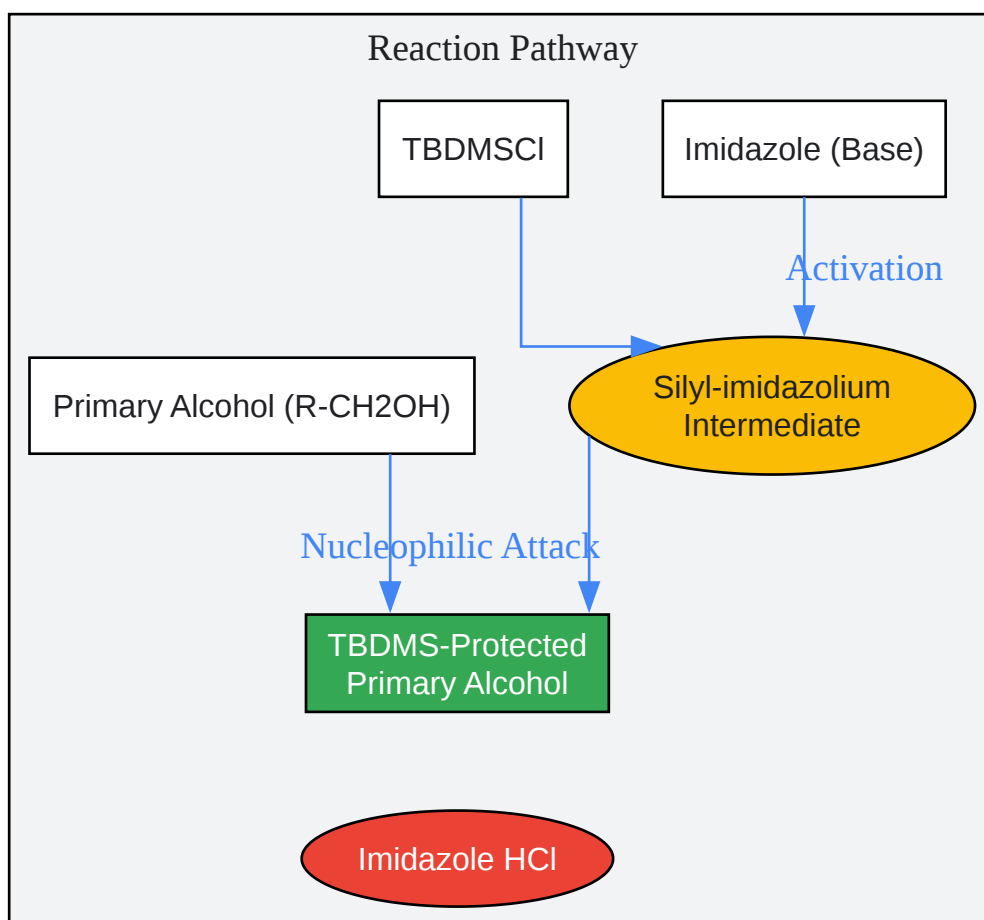 Reaction Pathway
TBDMSCl
Imidazole (Base)
Activation
Primary Alcohol (R-CH2OH)
Silyl-imidazolium
Intermediate
Nucleophilic Attack
TBDMS-Protected
Primary Alcohol
Imidazole HCl